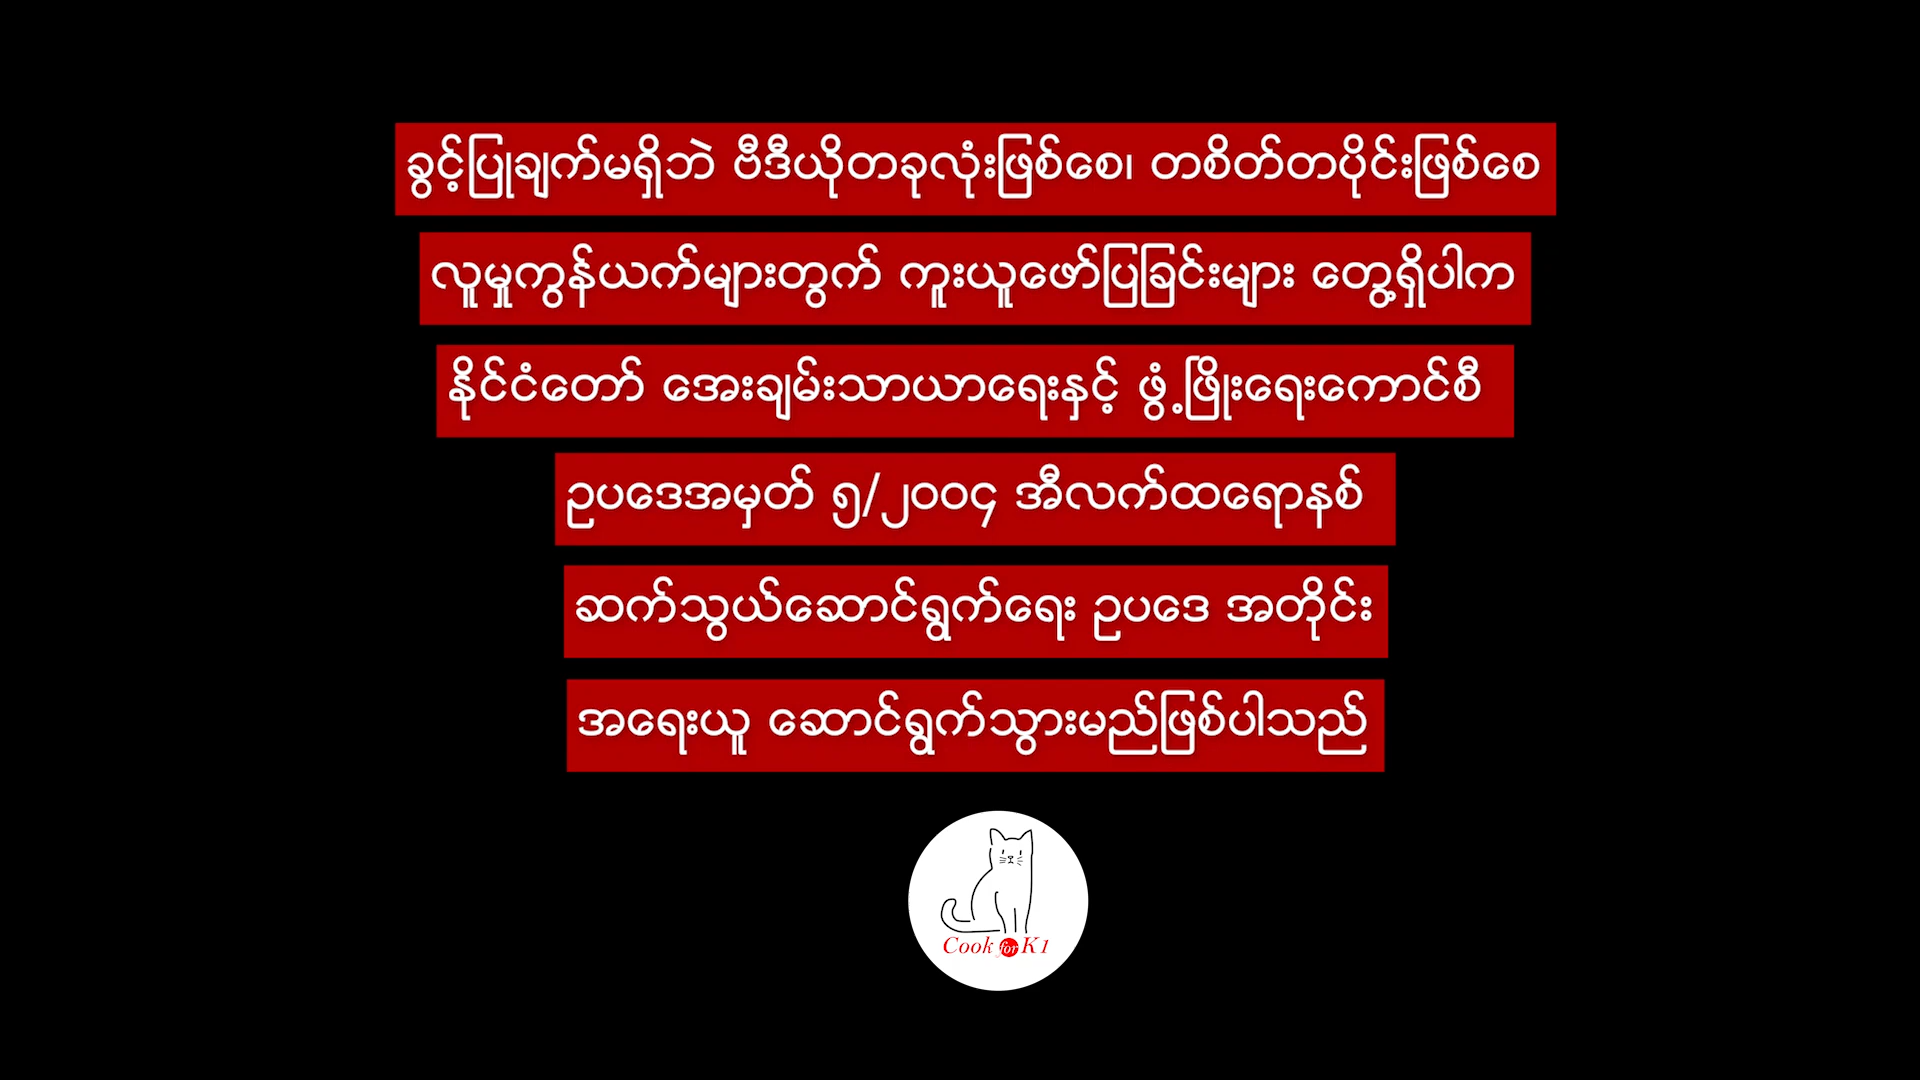 ခွင့်ပြုချက်မရှိဘဲ ဗီဒီယိုတခုလုံးဖြစ်စေ၊ တစိတ်တပိုင်းဖြစ်စေ
လူမှုကွန်ယက်များတွက် ကူးယူဖော်ပြခြင်းများ တွေ့ရှိပါက
နိုင်ငံတော် အေးချမ်းသာယာရေးနှင့် ဖွံ့ဖြိုးရေးကောင်စီ
ဥပဒေအမှတ် ၅/၂၀၀၄ အီလက်ထရောနစ်
ဆက်သွယ်ဆောင်ရွက်ရေး ဥပဒေ အတိုင်း
အရေးယူ ဆောင်ရွက်သွားမည်ဖြစ်ပါသည်
Cook for K1